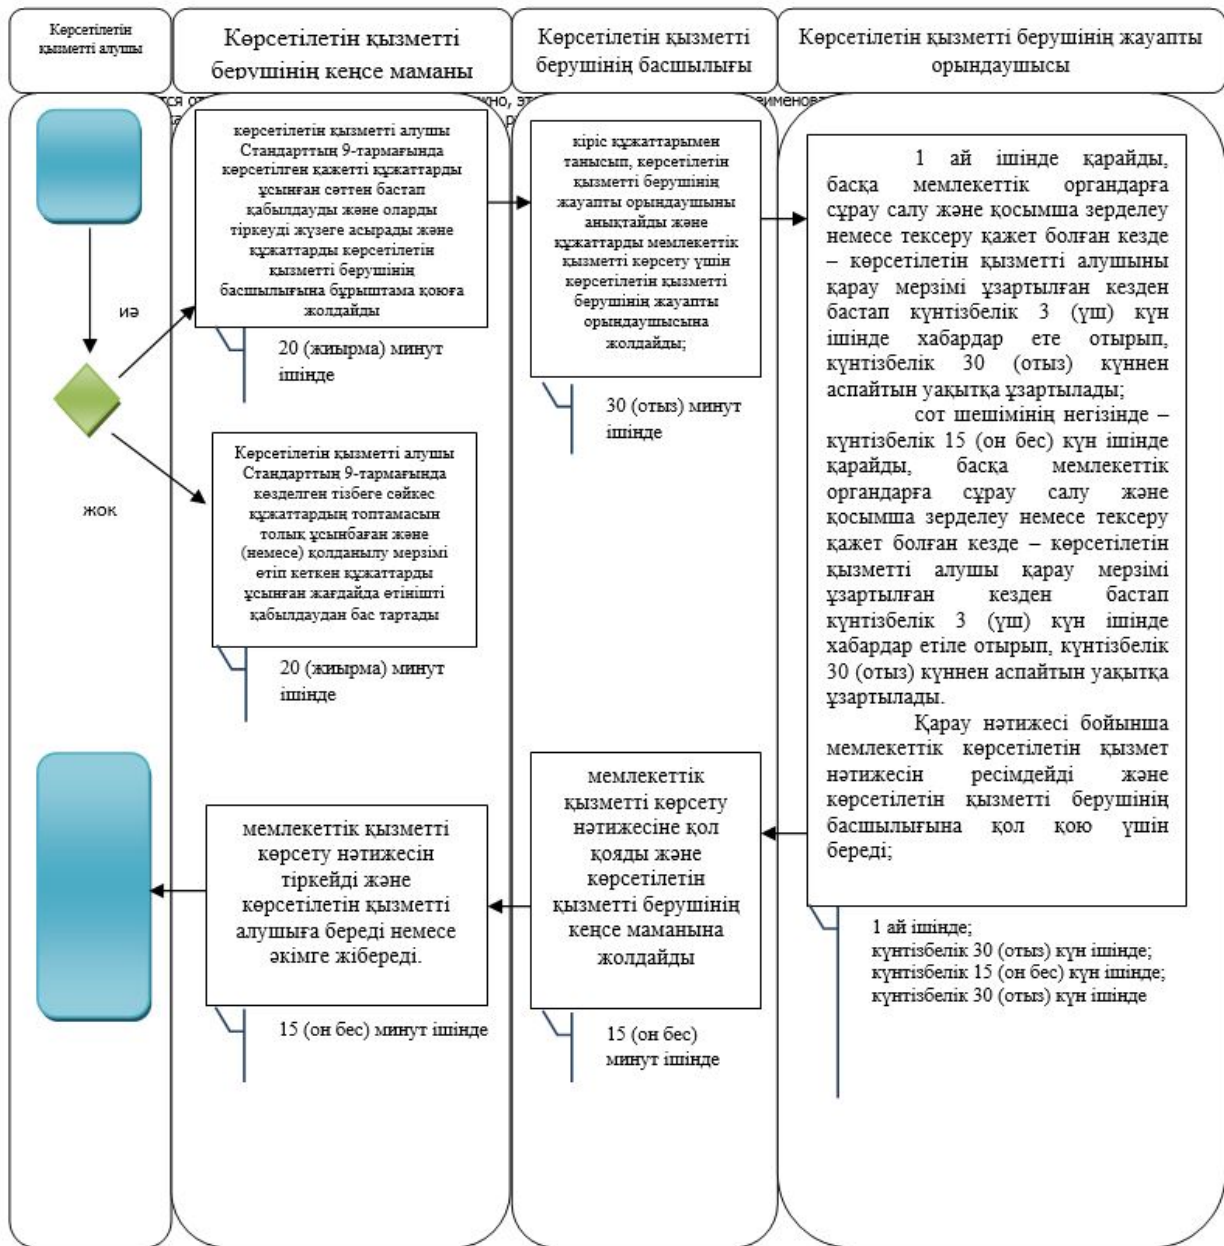 Көрсетілетін
қызметті алушы
Көрсетілетін қызметті
берушінің кеңсе маманы
Көрсетілетін қызметті
берушінің басшылығы
Көрсетілетін қызметті берушінің жауапты
орындаушысы
көрсетілетін қызметті алушы
Стандарттың 9-тармағында
көрсетілген қажетті құжаттарды
ұсынған сәттен бастап
қабылдауды және оларды
тіркеуді жүзеге асырады және
құжаттарды көрсетілетін
қызметті берушінің
басшылығына бұрыштама қоюға
жолдайды
20 (жиырма) минут
ішінде
кіріс құжаттарымен
танысып, көрсетілетін
қызметті берушінің
жауапты орындаушыны
анықтайды және
құжаттарды мемлекеттік
қызметті көрсету үшін
көрсетілетін қызметті
берушінің жауапты
орындаушысына
жолдайды;
30 (отыз) минут
ішінде
1 ай ішінде қарайды,
басқа мемлекеттік органдарға
сұрау салу және қосымша зерделеу
немесе тексеру қажет болған кезде
– көрсетілетін қызметті алушыны
қарау мерзімі ұзартылған кезден
бастап күнтізбелік 3 (үш) күн
ішінде хабардар ете отырып,
күнтізбелік 30 (отыз) күннен
аспайтын уақытқа ұзартылады;
сот шешімінің негізінде –
күнтізбелік 15 (он бес) күн ішінде
қарайды, басқа мемлекеттік
органдарға сұрау салу және
қосымша зерделеу немесе тексеру
қажет болған кезде – көрсетілетін
қызметті алушы қарау мерзімі
ұзартылған кезден бастап
күнтізбелік 3 (үш) күн ішінде
хабардар етіле отырып, күнтізбелік
30 (отыз) күннен аспайтын уақытқа
ұзартылады.
Қарау нәтижесі бойынша
мемлекеттік көрсетілетін қызмет
нәтижесін ресімдейді және
көрсетілетін қызметті берушінің
басшылығына қол қою үшін
береді;
1 ай ішінде;
күнтізбелік 30 (отыз) күн ішінде;
күнтізбелік 15 (он бес) күн ішінде;
күнтізбелік 30 (отыз) күн ішінде
иә
жоқ
Көрсетілетін қызметті алушы
Стандарттың 9-тармағында
көзделген тізбеге сәйкес
құжаттардың топтамасын
толық ұсынбаған және
(немесе) қолданылу мерзімі
өтіп кеткен құжаттарды
ұсынған жағдайда өтінішті
қабылдаудан бас тартады
20 (жиырма) минут
ішінде
мемлекеттік
қызметті көрсету
нәтижесіне қол
қояды және
көрсетілетін
қызметті берушінің
кеңсе маманына
жолдайды
15 (он бес)
минут ішінде
мемлекеттік қызметті
көрсету нәтижесін
тіркейді және
көрсетілетін қызметті
алушыға береді немесе
әкімге жібереді.
15 (он бес) минут ішінде